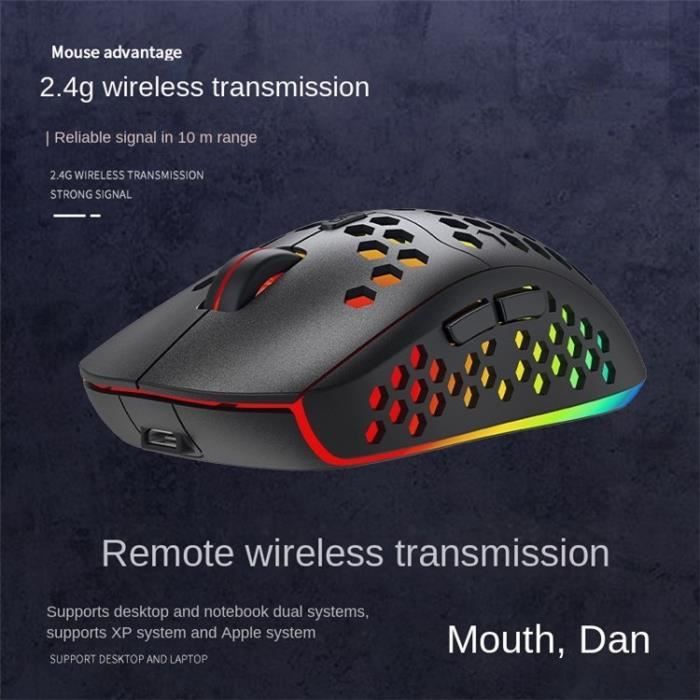 Mouse advantage
2.4g wireless transmission
| Reliable signal in 10 m range
2.4G WIRELESS TRANSMISSION
STRONG SIGNAL
Remote wireless transmission
Supports desktop and notebook dual systems,
supports XP system and Apple system
Mouth, Dan
SUPPORT DESKTOP AND LAPTOP